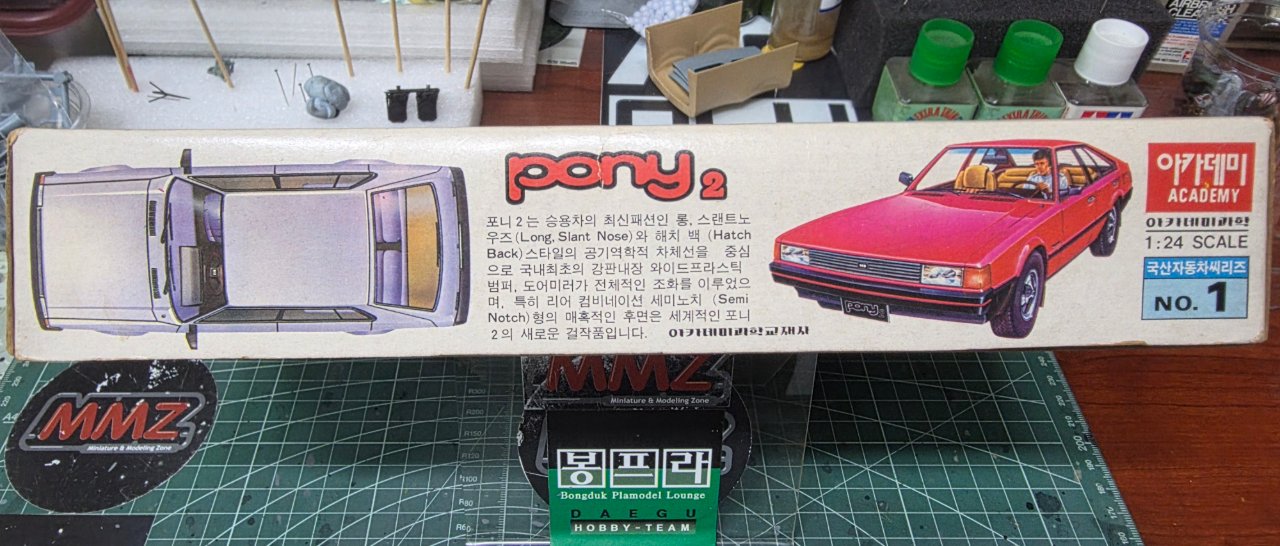 pony 2
포니 2 는 승용차의 최신패션인 롱, 스랜트노
우즈 (Long, Slant Nose) 와 해치 백 (Hatch
Back) 스타일의 공기역학적 차체선을 중심
으로 국내최초의 강판내장 와이드프라스틱
범퍼, 도어미러가 전체적인 조화를 이루었으
며, 특히 리어 컴비네이션 세미노치 (Semi
Notch) 형의 매혹적인 후면은 세계적인 포니
2 의 새로운 걸작품입니다. 아카데미과학교재사
pony 2
아카데미
ACADEMY
아카데미과학
1:24 SCALE
국산자동차씨리즈
NO. 1
MMZ
Miniature & Modeling Zone
MMZ
Miniature & Modeling Zone
봉프라
Bongduk Plamodel Lounge
DAEGU
HOBBY-TEAM
R200
R150
R100
R60